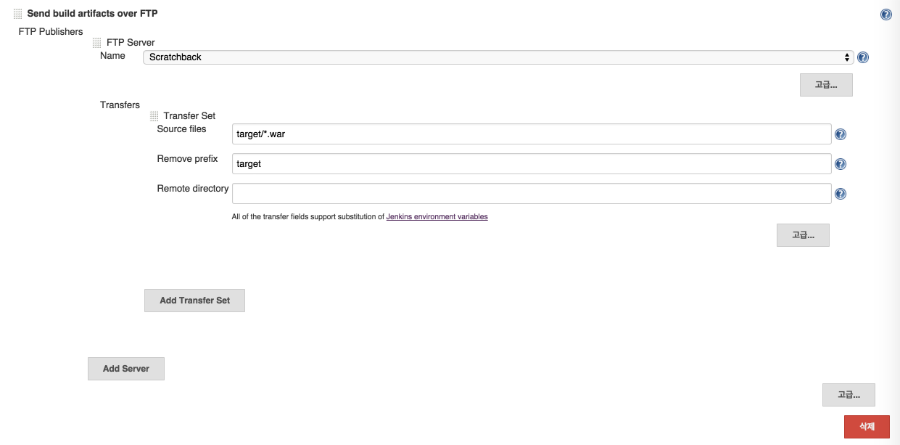 Send build artifacts over FTP
FTP Publishers
FTP Server
Name
Scratchback
고급...
Transfers
Transfer Set
Source files
target/*.war
Remove prefix
target
Remote directory
All of the transfer fields support substitution of Jenkins environment variables
고급...
Add Transfer Set
Add Server
고급...
삭제